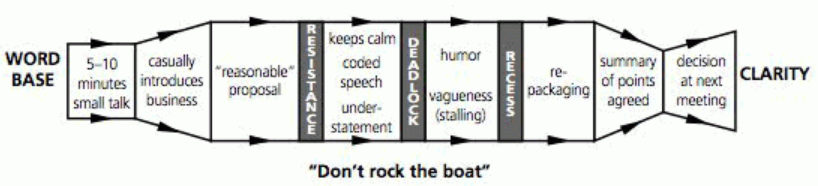 WORD
BASE
5–10
minutes
small talk
casually
introduces
business
“reasonable”
proposal
RESISTANCE
keeps calm
coded
speech
under-
statement
DEADLOCK
humor
vagueness
(stalling)
RECESS
re-
packaging
summary
of points
agreed
decision
at next
meeting
CLARITY
“Don’t rock the boat”